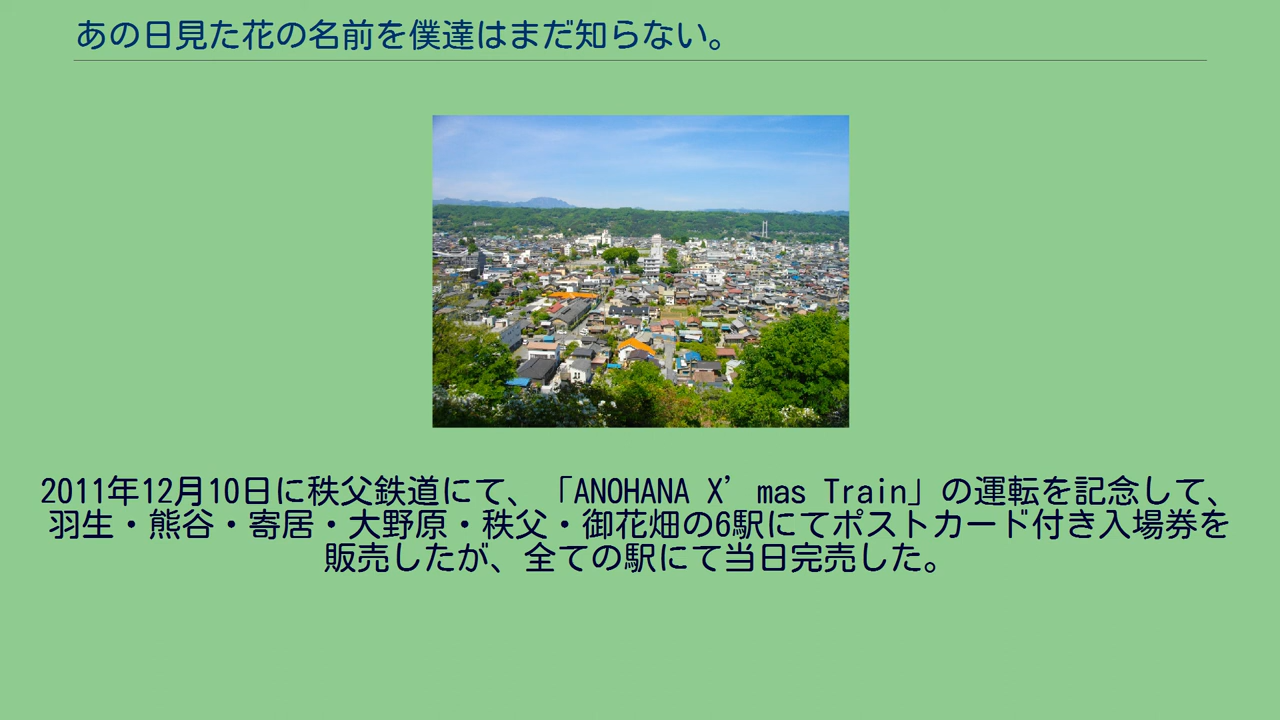 あの日見た花の名前を僕達はまだ知らない。
2011年12月10日に秩父鉄道にて、「ANOHANA X’mas Train」の運転を記念して、
羽生・熊谷・寄居・大野原・秩父・御花畑の6駅にてポストカード付き入場券を
販売したが、全ての駅にて当日完売した。